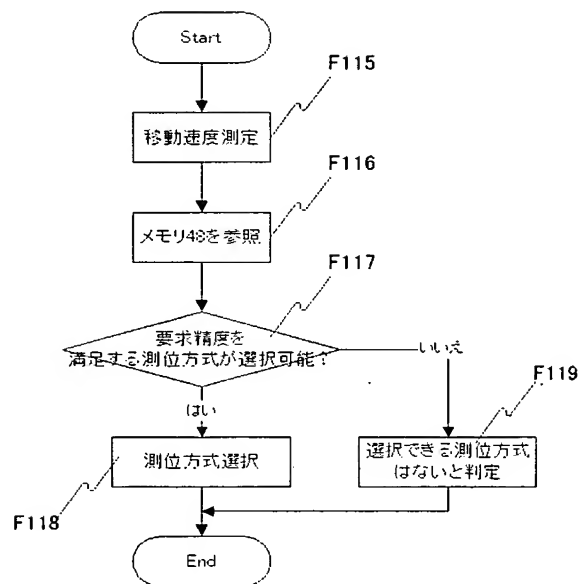 Start
F115
移動速度測定
F116
メモリ48を参照
F117
要求精度を
満足する測位方式が選択可能？
いいえ
はい
F119
測位方式選択
選択できる測位方式
はないと判定
F118
End